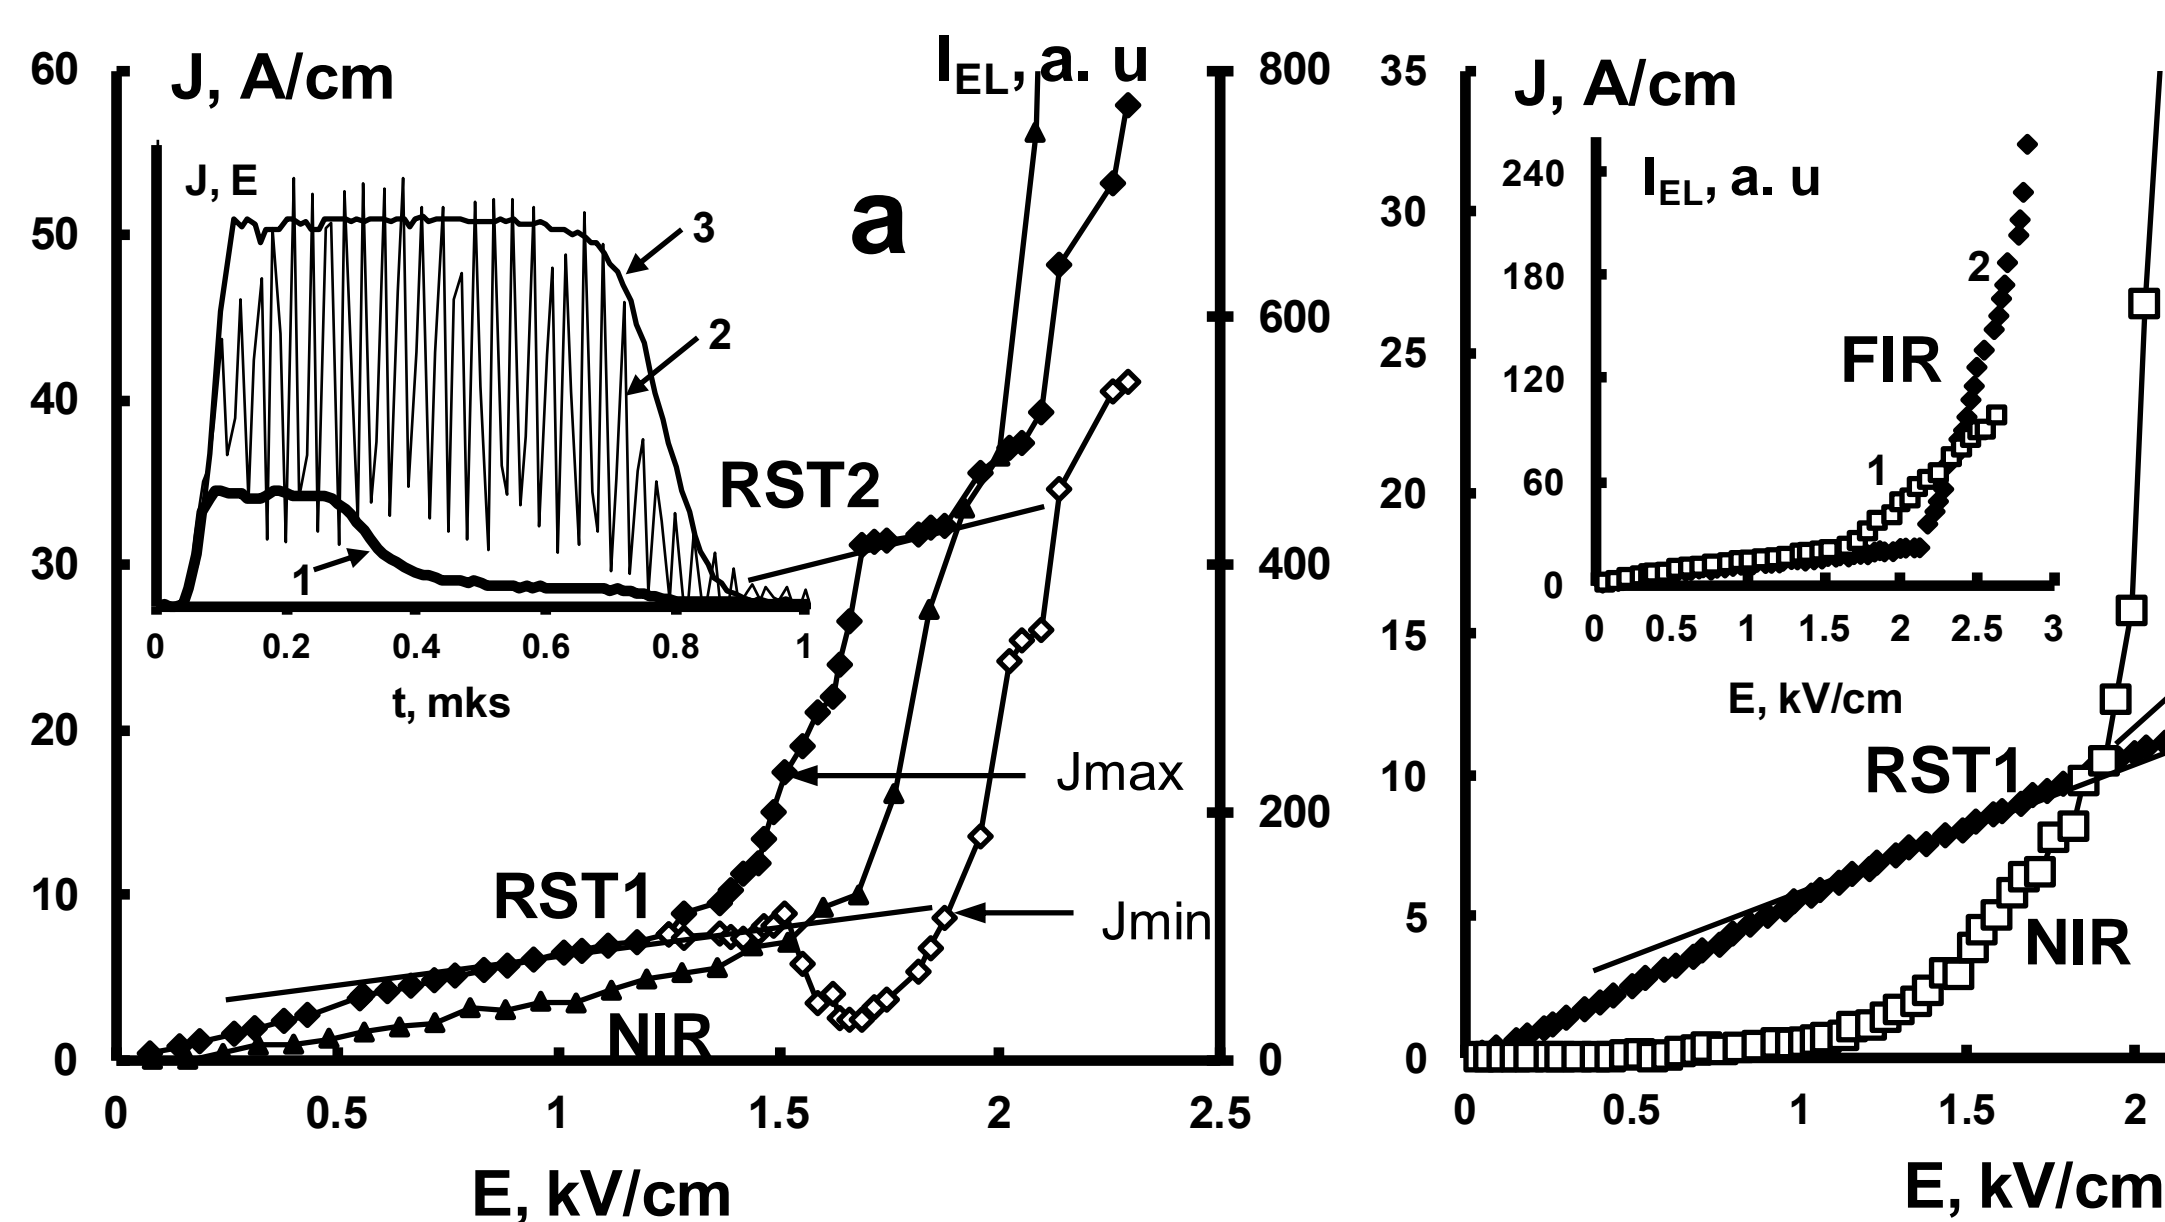 J, A/cm
I_EL, a. u
60
50
40
30
20
10
0
800
600
400
200
0
a
J, E
3
2
1
0 0.2 0.4 0.6 0.8 1
t, mks
RST2
Jmax
RST1
Jmin
NIR
0 0.5 1 1.5 2 2.5
E, kV/cm
J, A/cm
35
30
25
20
15
10
5
0
I_EL, a. u
240
180
120
60
0
2
FIR
1
0 0.5 1 1.5 2 2.5 3
E, kV/cm
RST1
NIR
0 0.5 1 1.5 2
E, kV/cm